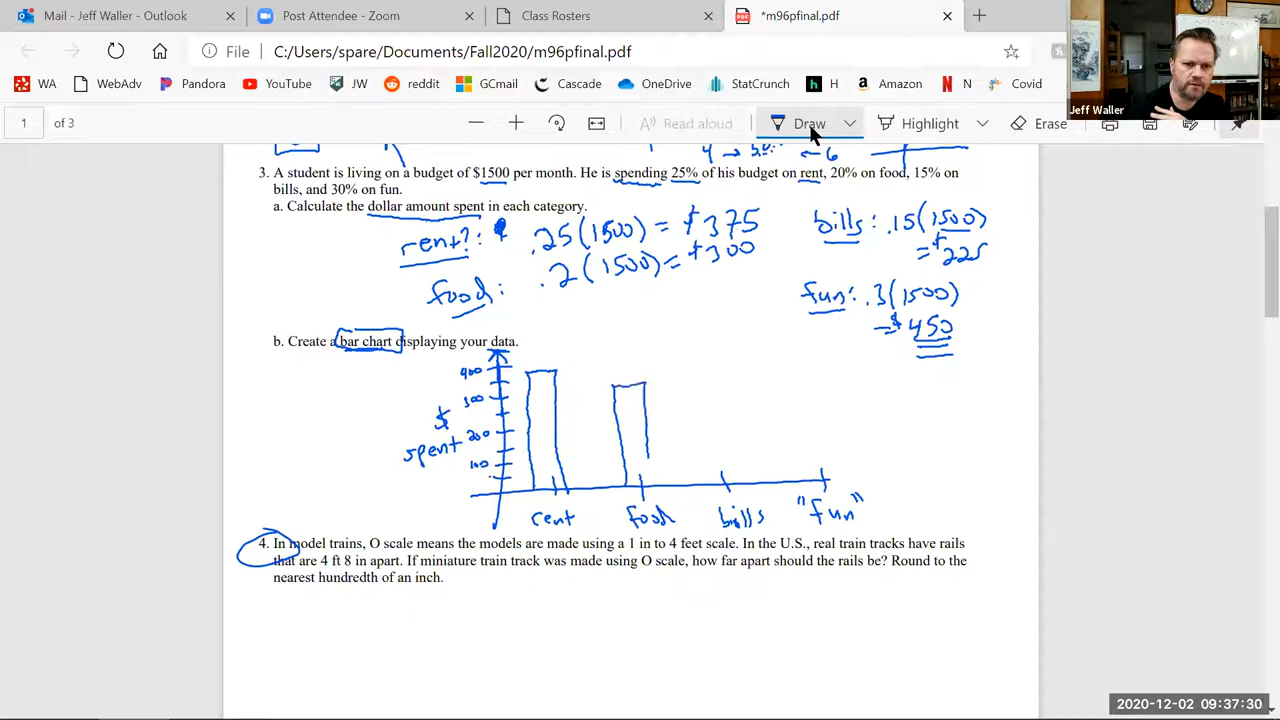 Jeff Waller - Outlook
Post Attendee - Zoom
Class Rosters
*m96pfinal.pdf
File
C:/Users/spare/Documents/Fall2020/m96pfinal.pdf
WA
WebAdv
Pandora
YouTube
JW
reddit
GCmail
Cascade
OneDrive
StatCrunch
H
Amazon
N
Covid
Jeff Waller
1
of 3
Read aloud
Draw
Highlight
Erase
3. A student is living on a budget of $1500 per month. He is spending 25% of his budget on rent, 20% on food, 15% on
bills, and 30% on fun.
a. Calculate the dollar amount spent in each category.
rent?: .25(1500) = $375
food: .2(1500) = $300
bills: .15(1500)
= $225
fun: .3(1500)
= $450
b. Create a bar chart displaying your data.
400
300
$
spent
200
100
rent
food
bills
"fun"
4. In model trains, O scale means the models are made using a 1 in to 4 feet scale. In the U.S., real train tracks have rails
that are 4 ft 8 in apart. If miniature train track was made using O scale, how far apart should the rails be? Round to the
nearest hundredth of an inch.
2020-12-02 09:37:30